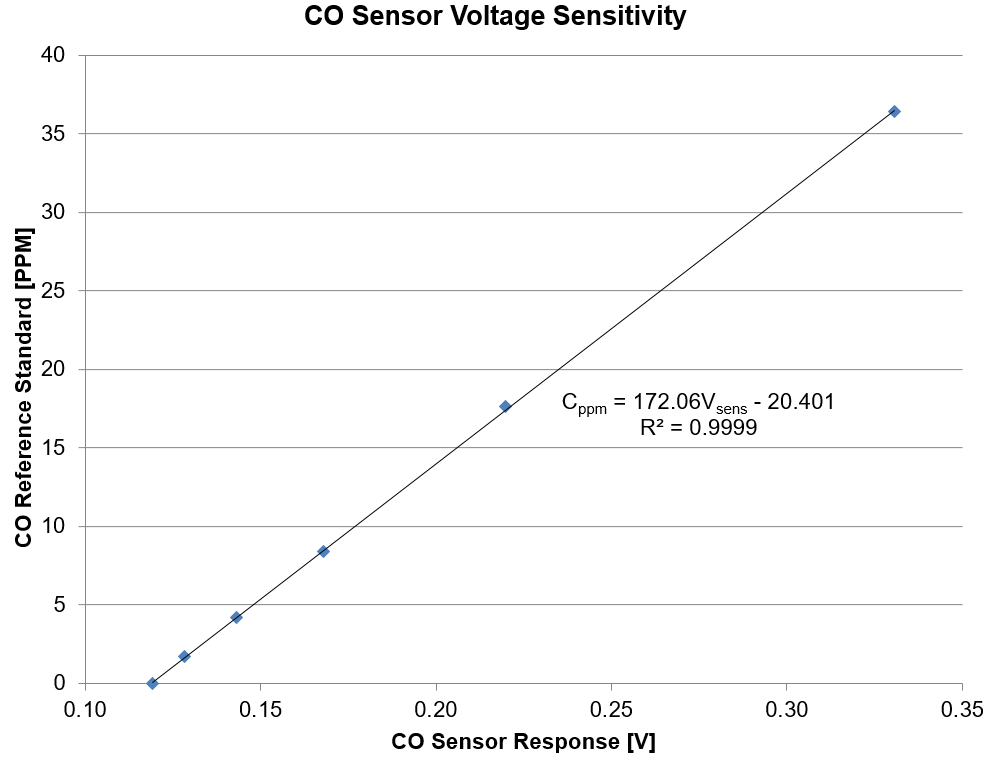 CO Sensor Voltage Sensitivity
40
35
30
25
20
15
10
5
0
CO Reference Standard [PPM]
Cppm = 172.06Vsens - 20.401
R² = 0.9999
0.10 0.15 0.20 0.25 0.30 0.35
CO Sensor Response [V]